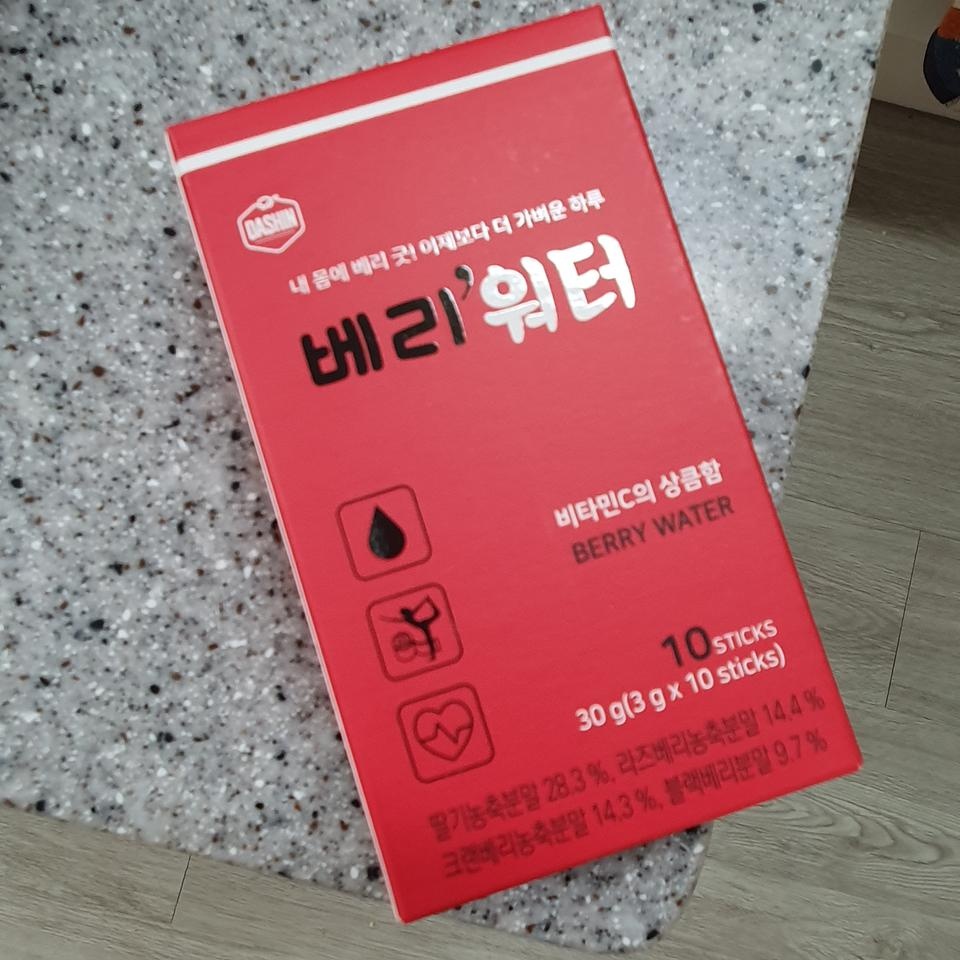 DASHIN
내 몸에 베리 굿! 이제보다 더 가벼운 하루
베리'워터
비타민C의 상큼함
BERRY WATER
10 STICKS
30 g(3 g x 10 sticks)
딸기농축분말 28.3 %, 라즈베리농축분말 14.4 %
크랜베리농축분말 14.3 %, 블랙베리분말 9.7 %